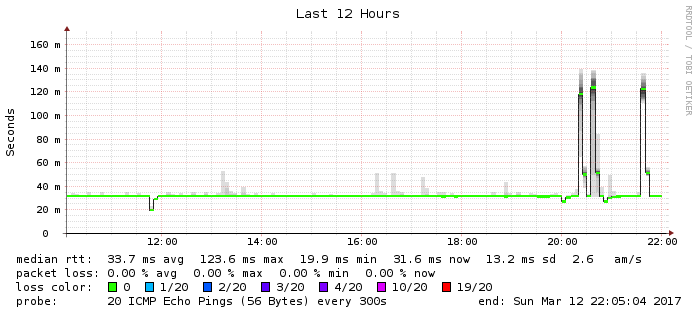 Last 12 Hours
RRDTOOL / TOBI OETIKER
Seconds
160 m
140 m
120 m
100 m
80 m
60 m
40 m
20 m
0
12:00 14:00 16:00 18:00 20:00 22:00
median rtt: 33.7 ms avg 123.6 ms max 19.9 ms min 31.6 ms now 13.2 ms sd 2.6 am/s
packet loss: 0.00 % avg 0.00 % max 0.00 % min 0.00 % now
loss color: 0 1/20 2/20 3/20 4/20 10/20 19/20
probe: 20 ICMP Echo Pings (56 Bytes) every 300s end: Sun Mar 12 22:05:04 2017